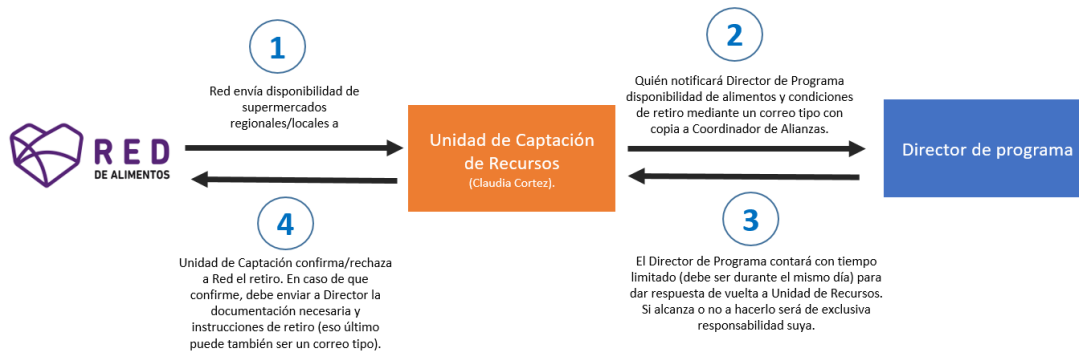 1
Red envía disponibilidad de
supermercados
regionales/locales a
2
Quién notificará Director de Programa
disponibilidad de alimentos y condiciones
de retiro mediante un correo tipo con
copia a Coordinador de Alianzas.
RED
DE ALIMENTOS
Unidad de Captación
de Recursos
(Claudia Cortez).
Director de programa
4
Unidad de Captación confirma/rechaza
a Red el retiro. En caso de que
confirme, debe enviar a Director la
documentación necesaria y
instrucciones de retiro (eso último
puede también ser un correo tipo).
3
El Director de Programa contará con tiempo
limitado (debe ser durante el mismo día) para
dar respuesta de vuelta a Unidad de Recursos.
Si alcanza o no a hacerlo será de exclusiva
responsabilidad suya.